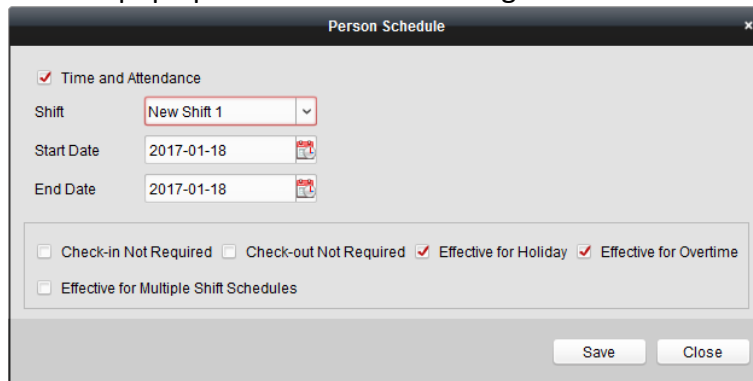 Person Schedule
Time and Attendance
Shift New Shift 1
Start Date 2017-01-18
End Date 2017-01-18
Check-in Not Required Check-out Not Required Effective for Holiday Effective for Overtime
Effective for Multiple Shift Schedules
Save Close